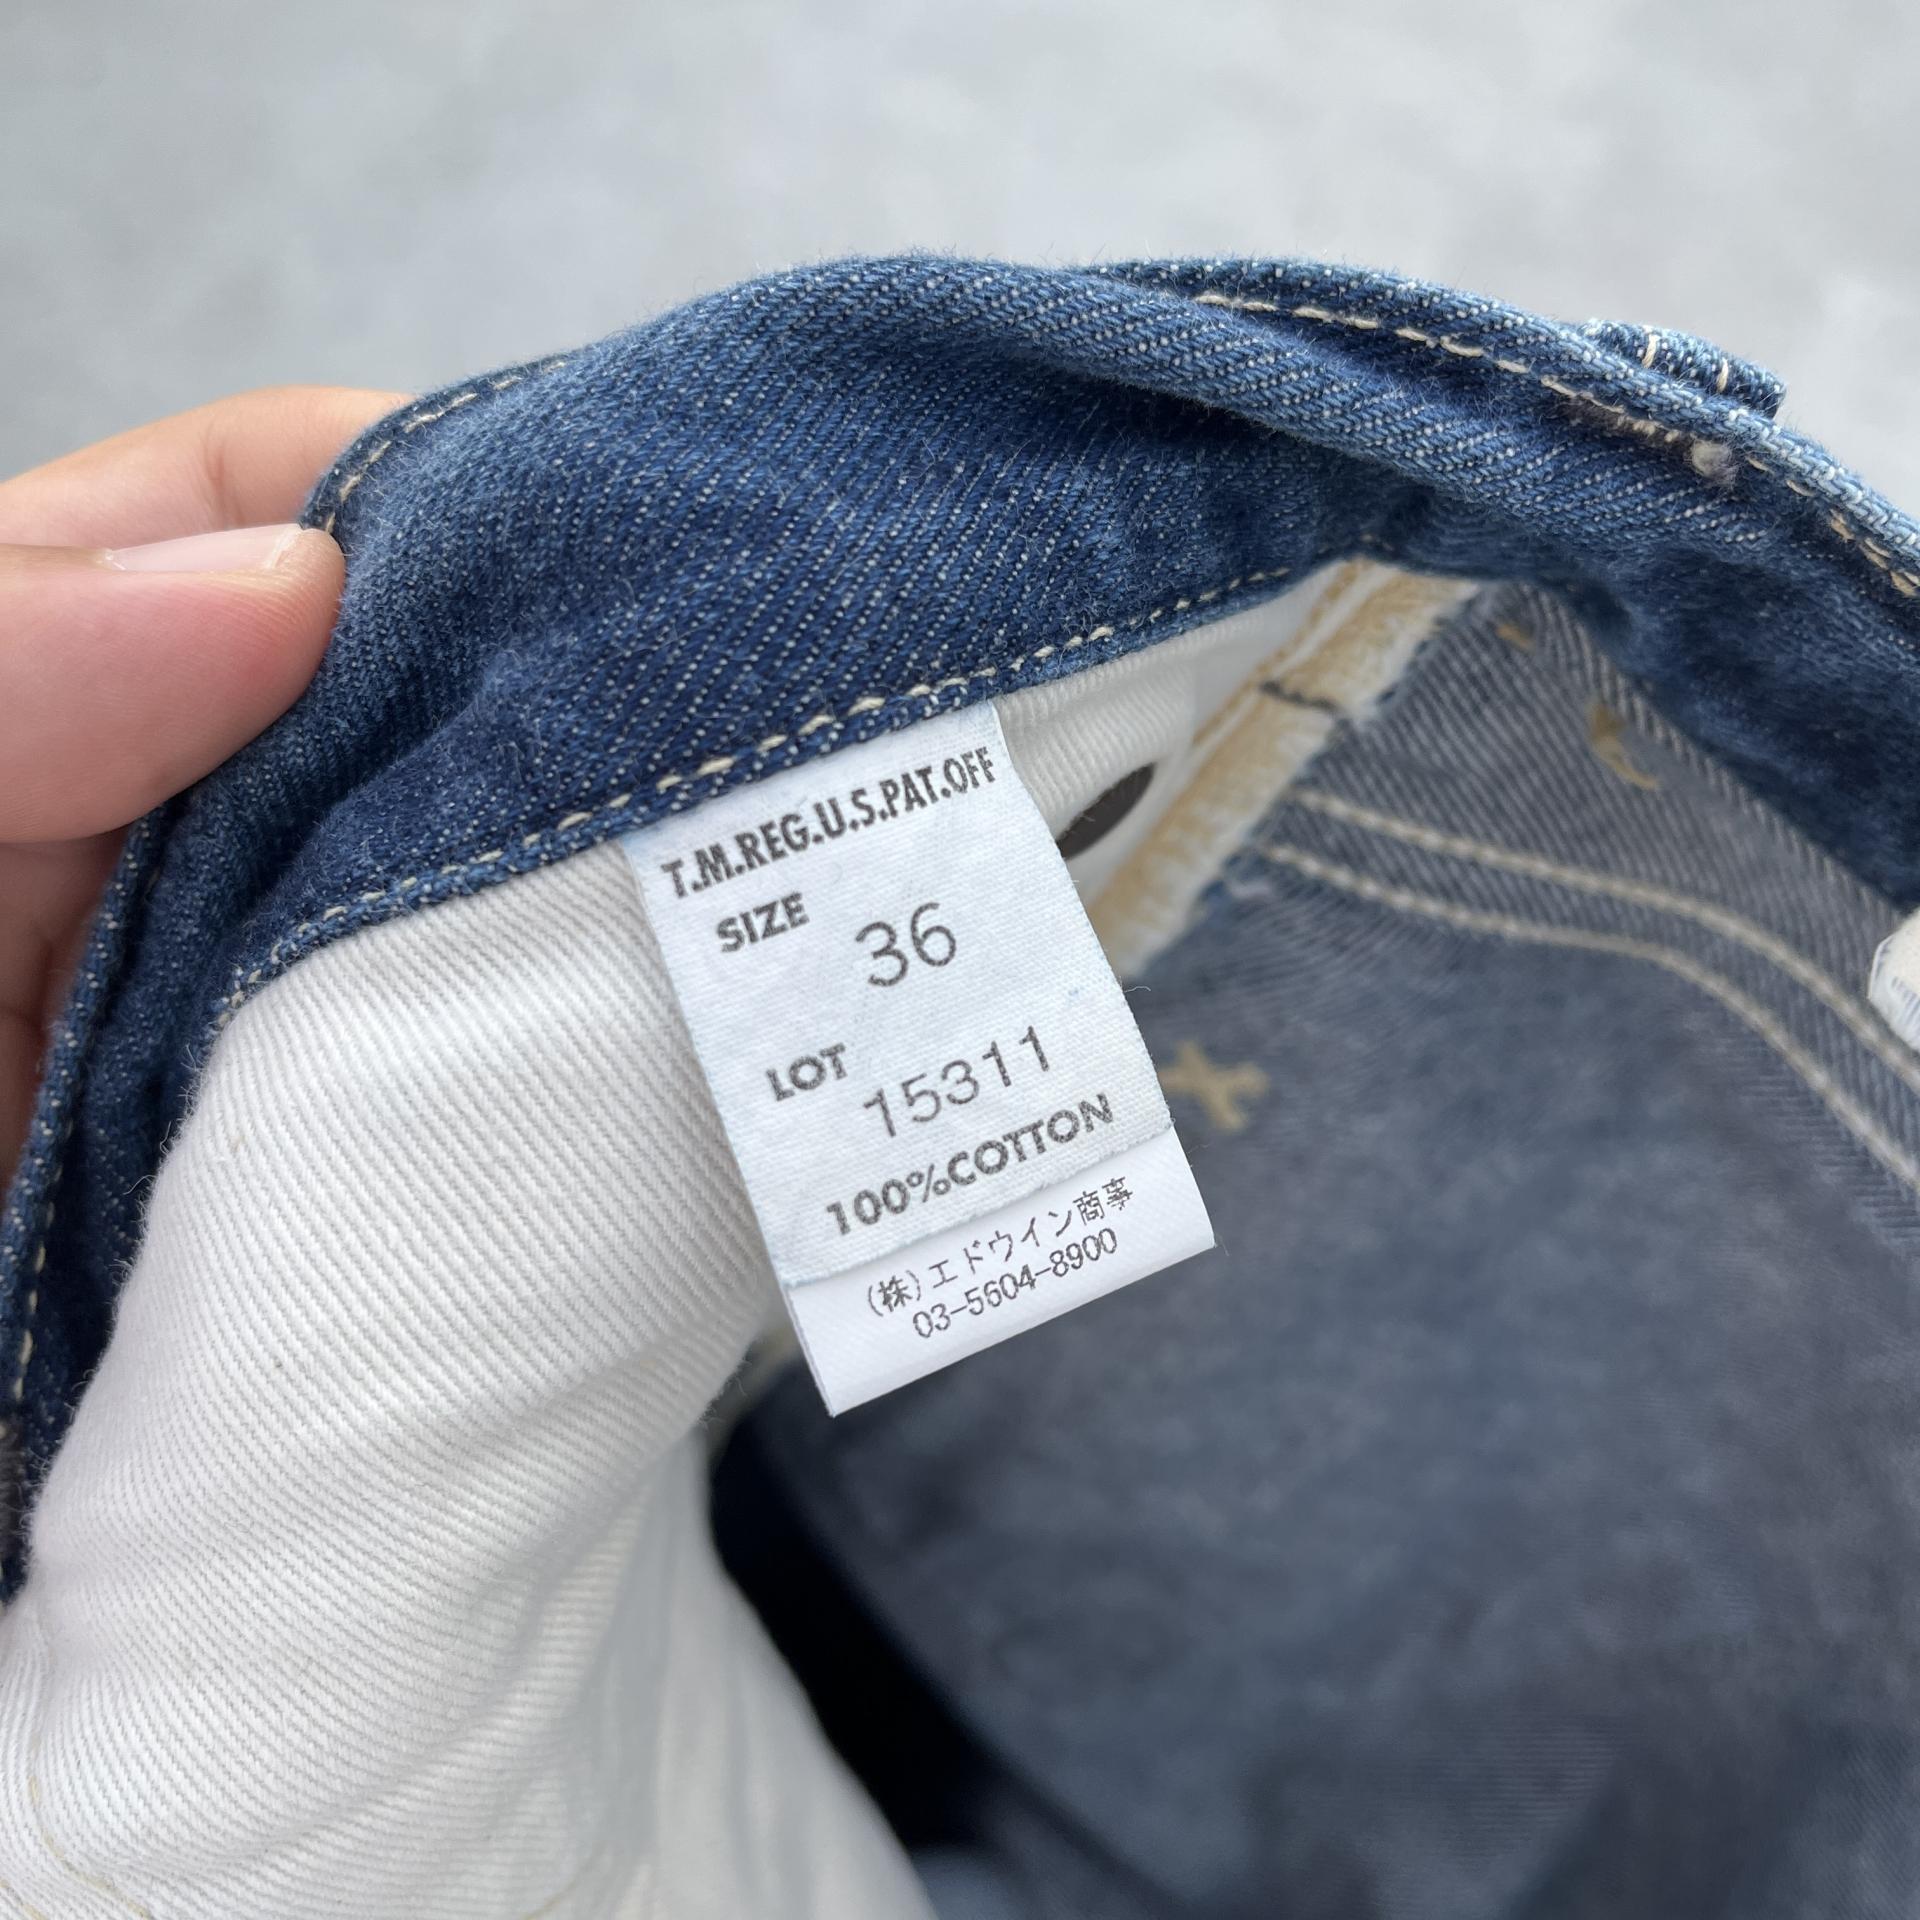 T.M.REG.U.S.PAT.OFF
SIZE 36
LOT 15311
100%COTTON
(株)エドウイン商事
03-5604-8900